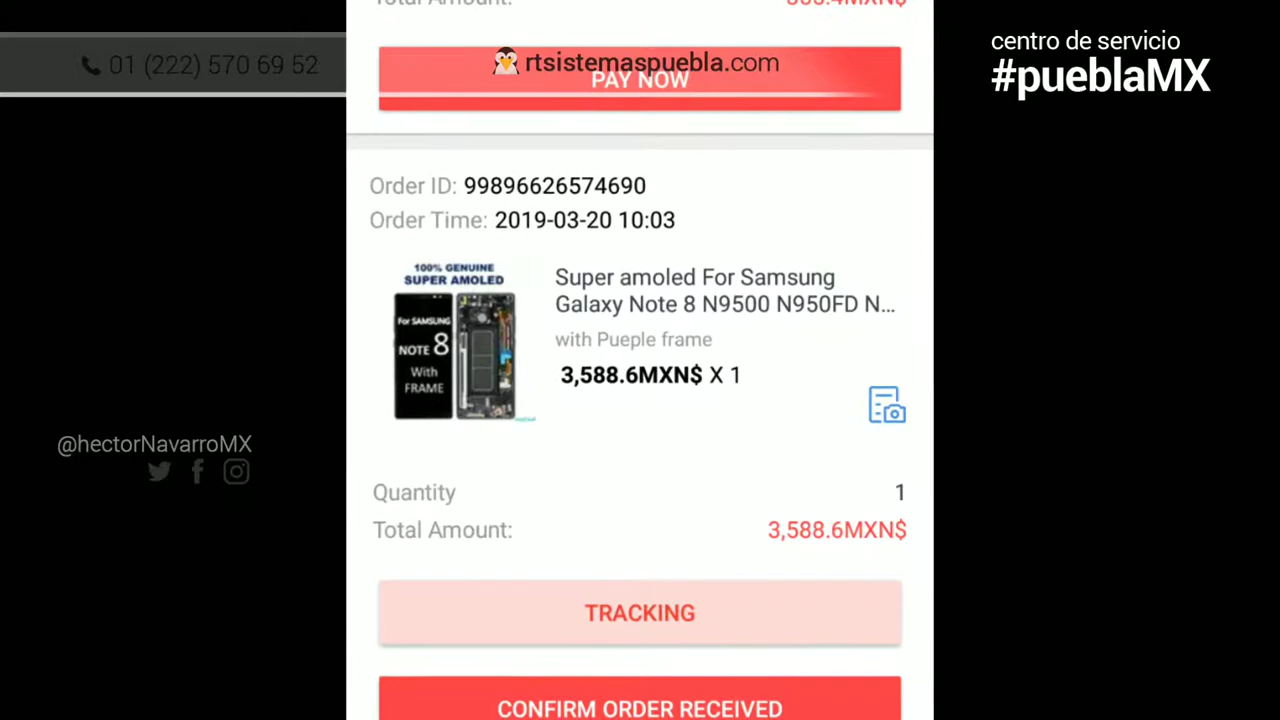 Total Amount:
01 (222) 570 69 52
rtsistemaspuebla.com
PAY NOW
centro de servicio
#pueblaMX
Order ID: 99896626574690
Order Time: 2019-03-20 10:03
100% GENUINE
SUPER AMOLED
For SAMSUNG
NOTE 8
With
FRAME
Super amoled For Samsung
Galaxy Note 8 N9500 N950FD N...
with Pueple frame
3,588.6MXN$ X 1
@hectorNavarroMX
Quantity 1
Total Amount: 3,588.6MXN$
TRACKING
CONFIRM ORDER RECEIVED